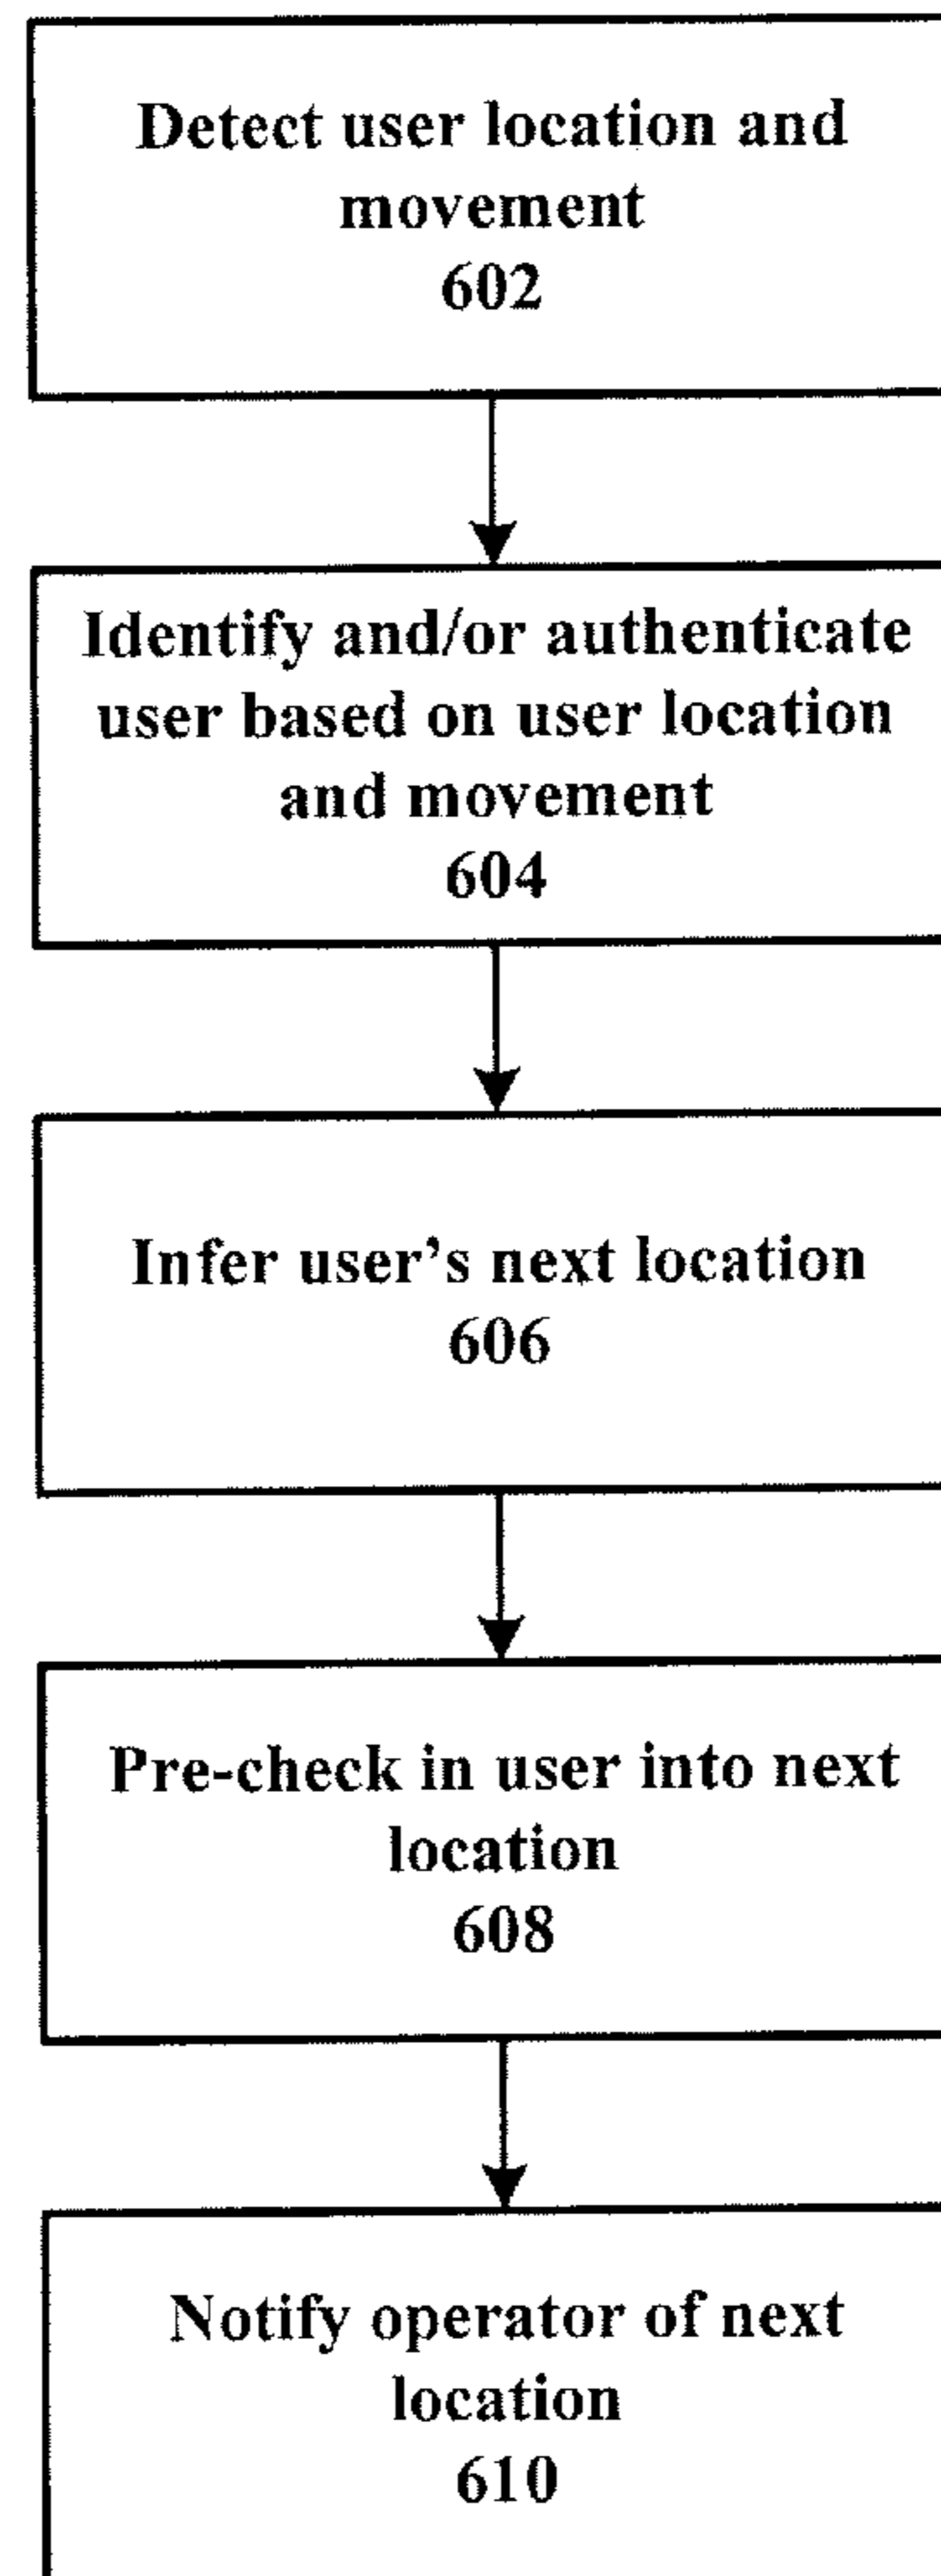 Detect user location and
movement
602
Identify and/or authenticate
user based on user location
and movement
604
Infer user's next location
606
Pre-check in user into next
location
608
Notify operator of next
location
610